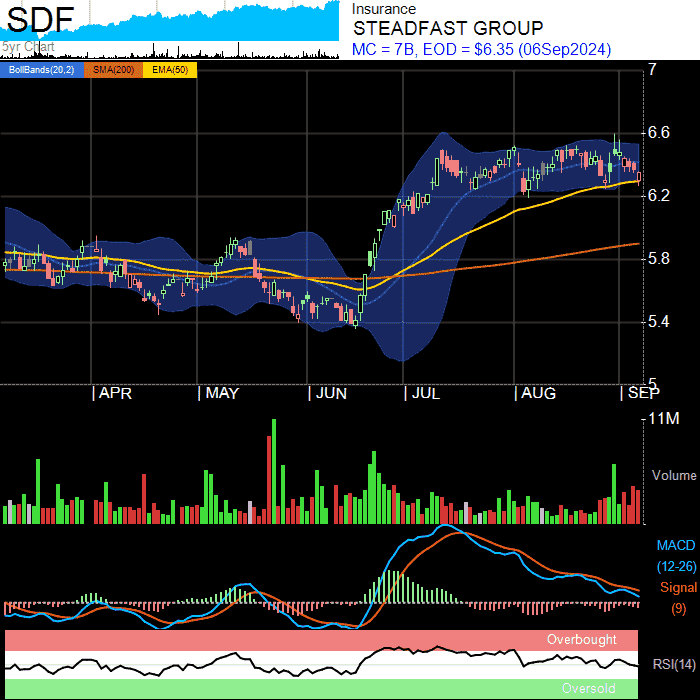 SDF
5yr Chart
Insurance
STEADFAST GROUP
MC = 7B, EOD = $6.35 (06Sep2024)
BollBands(20,2) SMA(200) EMA(50)
7
6.6
6.2
5.8
5.4
5
| APR | MAY | JUN | JUL | AUG | SEP
11M
Volume
MACD
(12-26)
Signal
(9)
Overbought
RSI(14)
Oversold